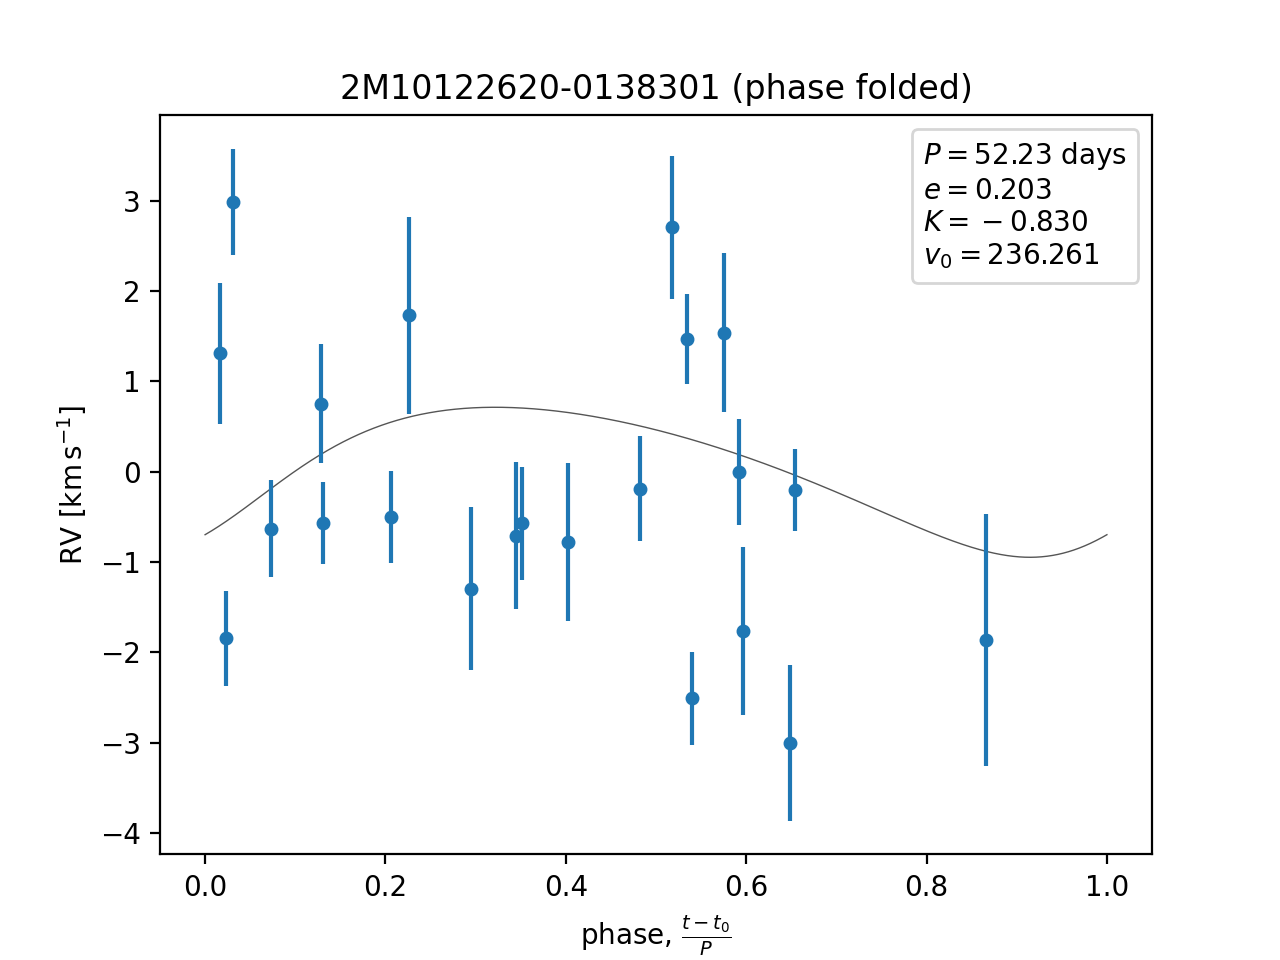 2M10122620-0138301 (phase folded)
P = 52.23 days
e = 0.203
K = −0.830
v₀ = 236.261
3
2
1
0
−1
−2
−3
−4
RV [km s⁻¹]
0.0 0.2 0.4 0.6 0.8 1.0
phase, (t − t₀)/P